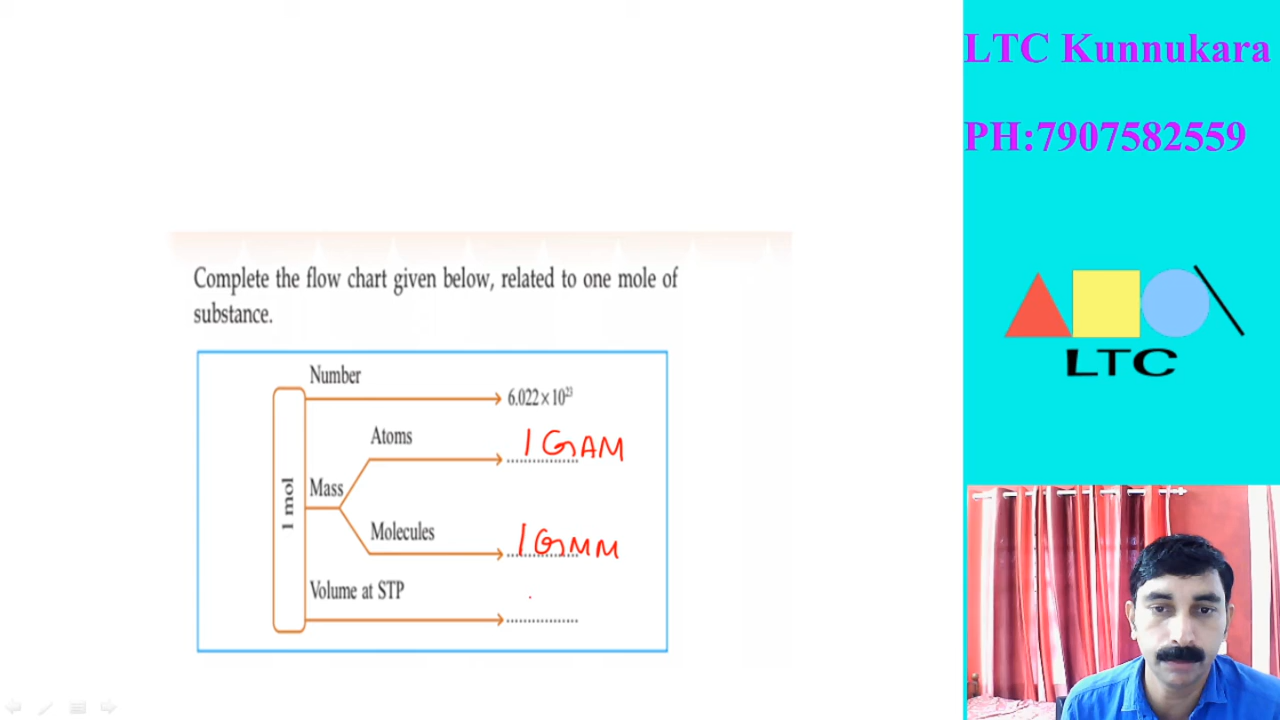 LTC Kunnukara
PH:7907582559
Complete the flow chart given below, related to one mole of
substance.
Number
6.022×10²³
Atoms
1 GAM
1 mol
Mass
Molecules
1 GMM
Volume at STP
LTC